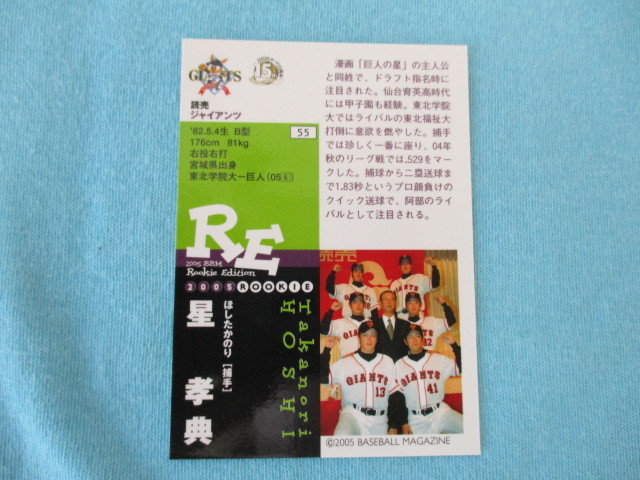 GIANTS
15
読売
ジャイアンツ
'82.5.4生 B型
55
176cm 81kg
右投右打
宮城県出身
東北学院大ー巨人(05④)
漫画「巨人の星」の主人公
と同姓で、ドラフト指名時に
注目された。仙台育英高時代
には甲子園も経験。東北学院
大ではライバルの東北福祉大
打倒に意欲を燃やした。捕手
では珍しく一番に座り、04年
秋のリーグ戦では.529をマー
クした。捕球から二塁送球ま
で1.83秒というプロ顔負けの
クイック送球で、阿部のライ
バルとして注目される。
RE
2005 BBM
Rookie Edition
2005 ROOKIE
星 孝典
ほしたかのり [捕手]
Takanori
HOSHI
読売
GIANTS
13
GIANTS
41
32
©2005 BASEBALL MAGAZINE